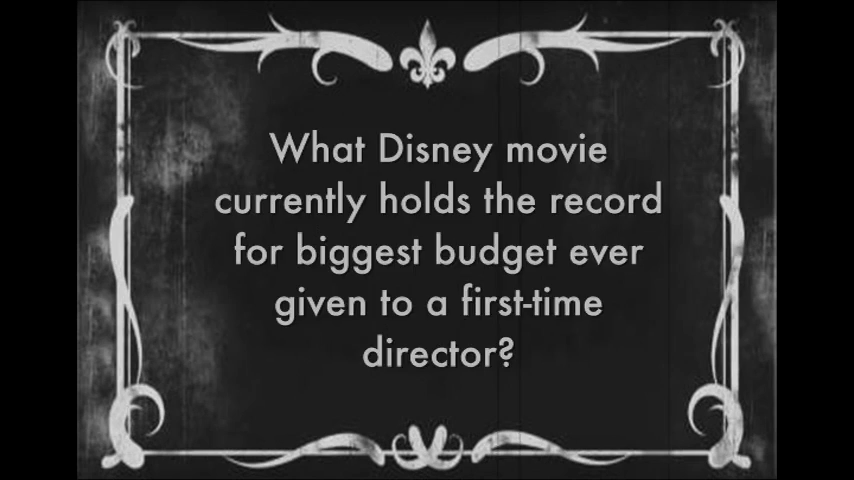 What Disney movie
currently holds the record
for biggest budget ever
given to a first-time
director?